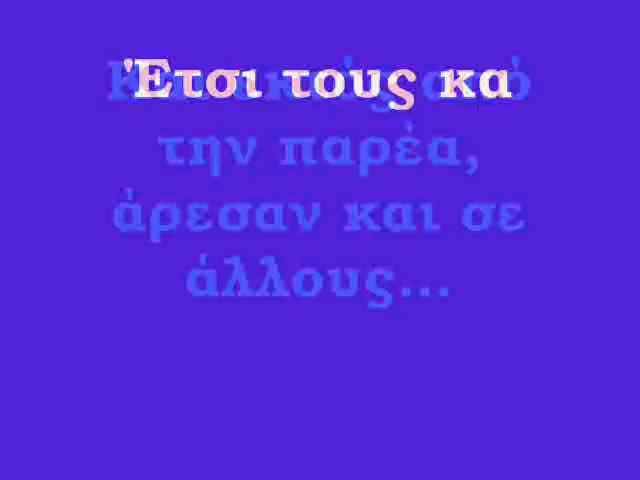 Έτσι τους κα
την παρέα,
άρεσαν και σε
άλλους...